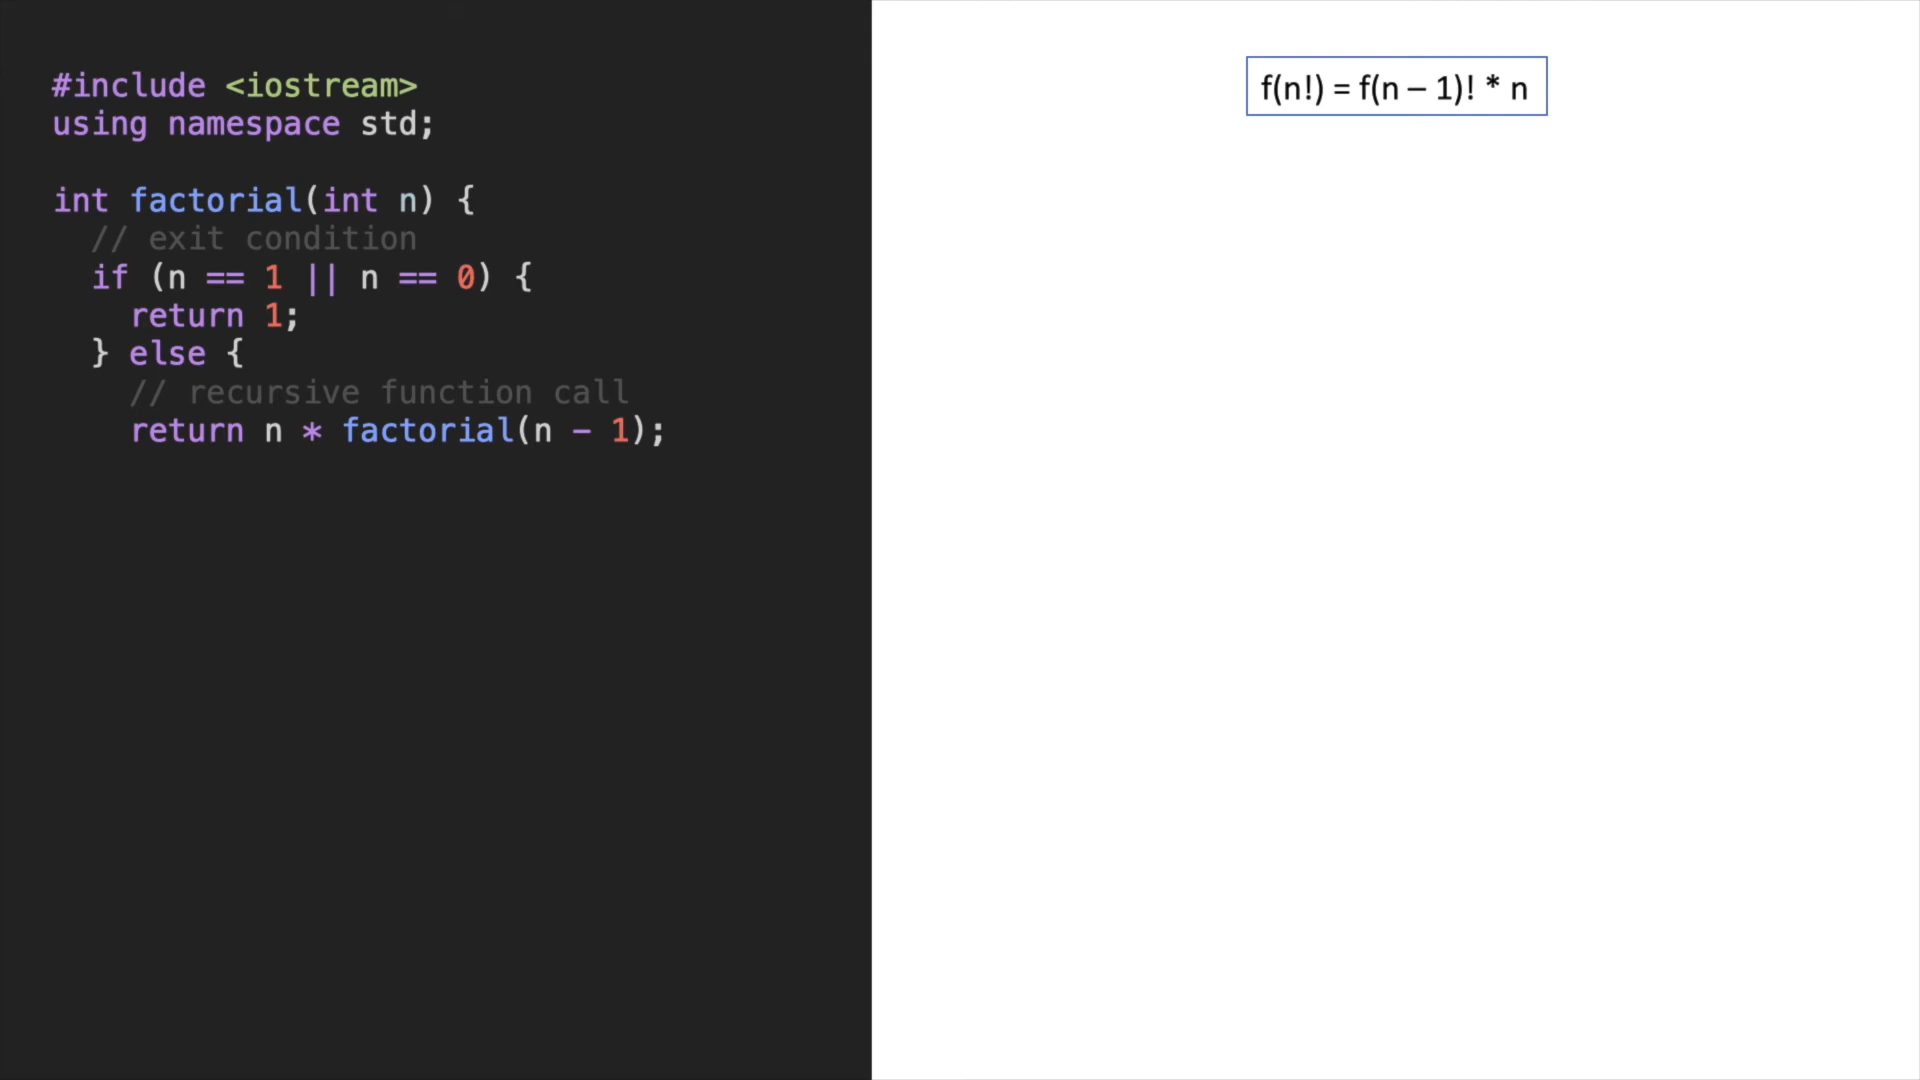 #include <iostream>
using namespace std;
int factorial(int n) {
// exit condition
if (n == 1 || n == 0) {
return 1;
} else {
// recursive function call
return n * factorial(n - 1);
f(n!) = f(n – 1)! * n